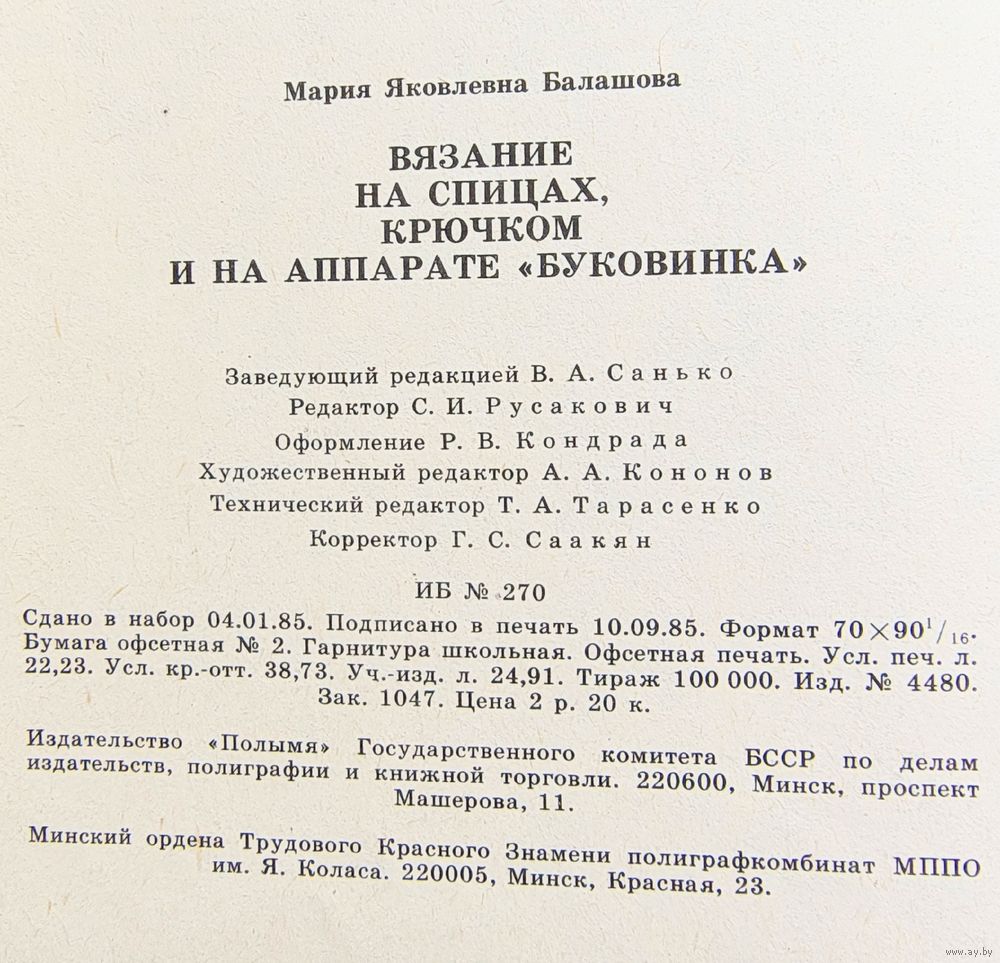 Мария Яковлевна Балашова
ВЯЗАНИЕ
НА СПИЦАХ,
КРЮЧКОМ
И НА АППАРАТЕ «БУКОВИНКА»
Заведующий редакцией В. А. Санько
Редактор С. И. Русакович
Оформление Р. В. Кондрада
Художественный редактор А. А. Кононов
Технический редактор Т. А. Тарасенко
Корректор Г. С. Саакян
ИБ № 270
Сдано в набор 04.01.85. Подписано в печать 10.09.85. Формат 70×90¹/₁₆.
Бумага офсетная № 2. Гарнитура школьная. Офсетная печать. Усл. печ. л.
22,23. Усл. кр.-отт. 38,73. Уч.-изд. л. 24,91. Тираж 100 000. Изд. № 4480.
Зак. 1047. Цена 2 р. 20 к.
Издательство «Полымя» Государственного комитета БССР по делам
издательств, полиграфии и книжной торговли. 220600, Минск, проспект
Машерова, 11.
Минский ордена Трудового Красного Знамени полиграфкомбинат МППО
им. Я. Коласа. 220005, Минск, Красная, 23.
www.ay.by